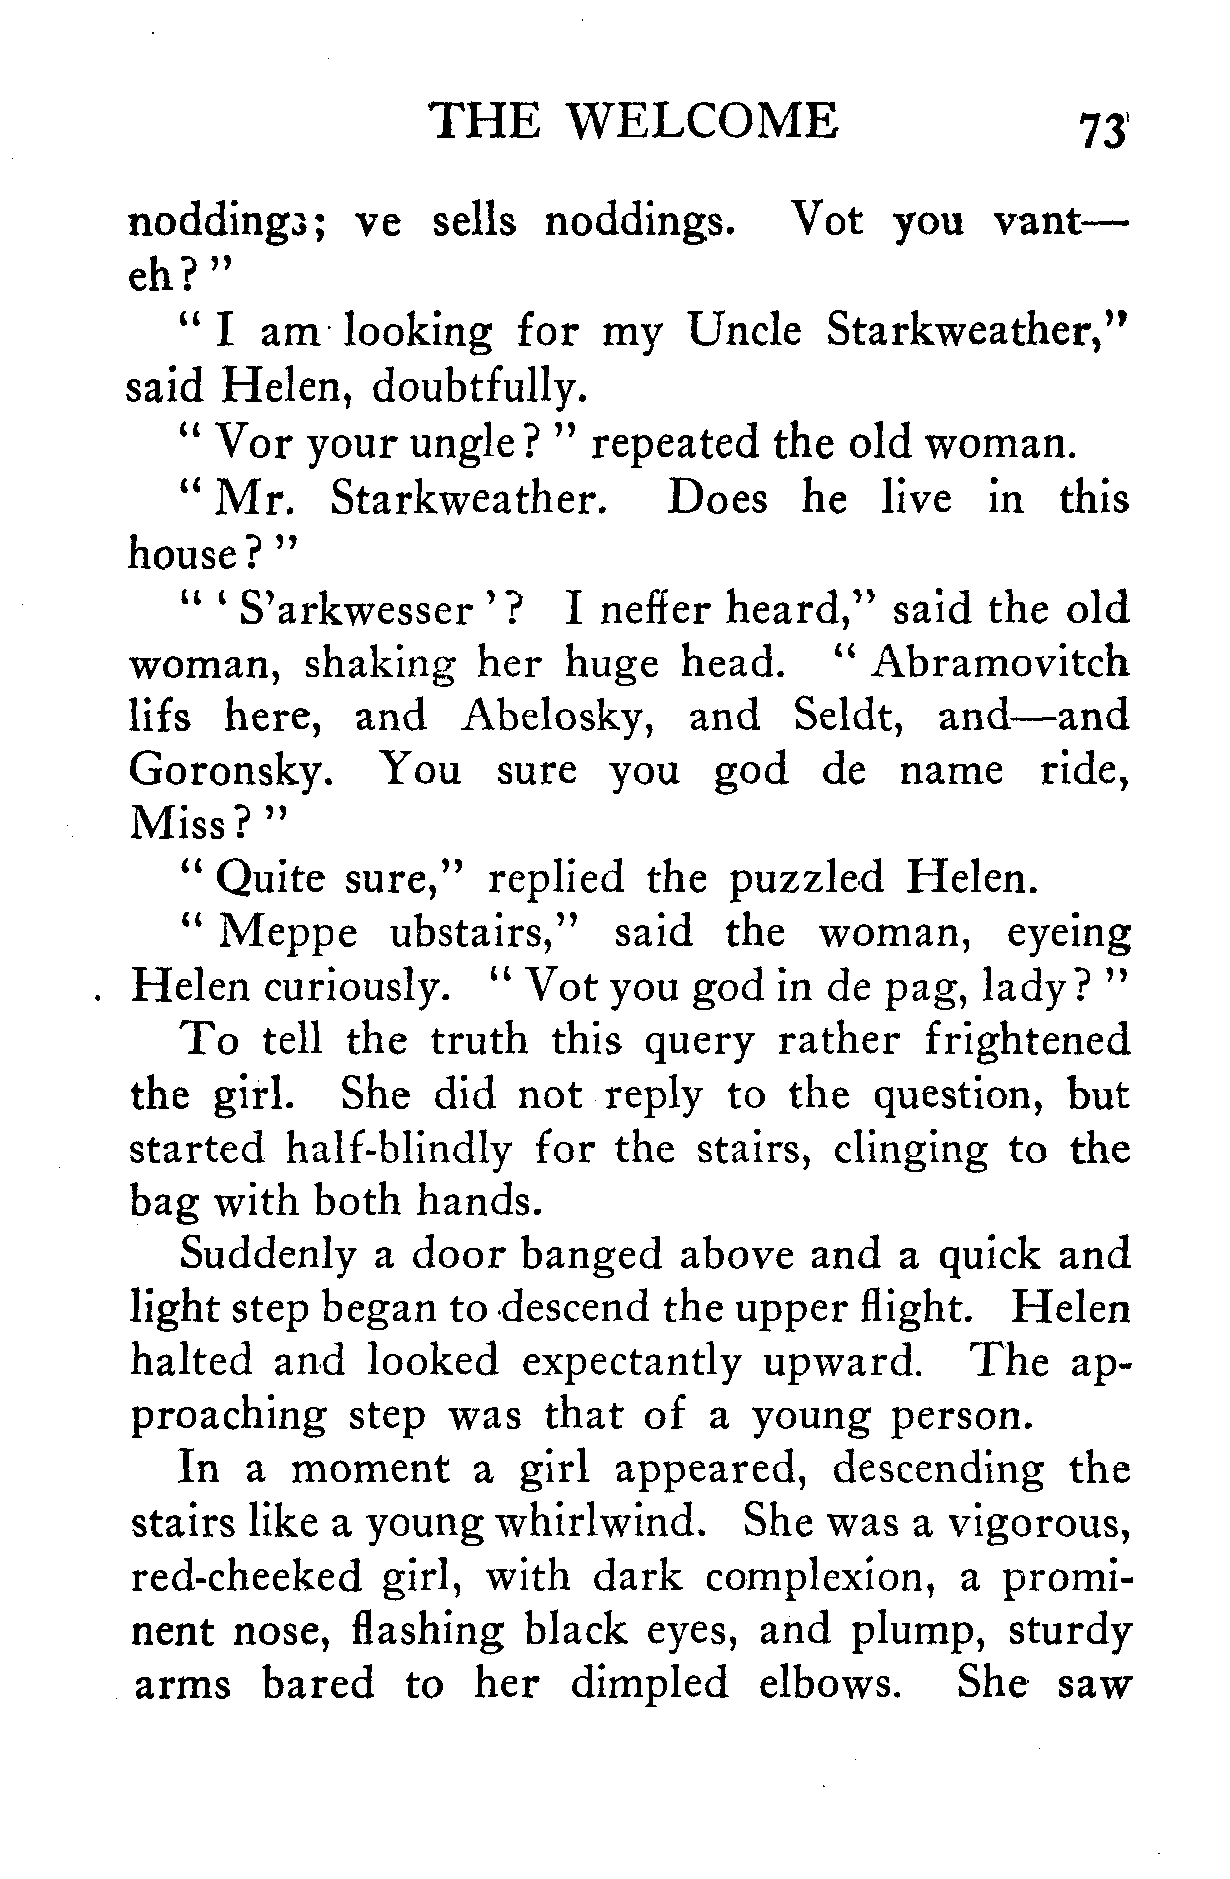 THE WELCOME 73
noddings; ve sells noddings. Vot you vant—
eh?"
"I am looking for my Uncle Starkweather,"
said Helen, doubtfully.
"Vor your ungle?" repeated the old woman.
"Mr. Starkweather. Does he live in this
house?"
"'S'arkwesser'? I neffer heard," said the old
woman, shaking her huge head. "Abramovitch
lifs here, and Abelosky, and Seldt, and—and
Goronsky. You sure you god de name ride,
Miss?"
"Quite sure," replied the puzzled Helen.
"Meppe ubstairs," said the woman, eyeing
Helen curiously. "Vot you god in de pag, lady?"
To tell the truth this query rather frightened
the girl. She did not reply to the question, but
started half-blindly for the stairs, clinging to the
bag with both hands.
Suddenly a door banged above and a quick and
light step began to descend the upper flight. Helen
halted and looked expectantly upward. The ap-
proaching step was that of a young person.
In a moment a girl appeared, descending the
stairs like a young whirlwind. She was a vigorous,
red-cheeked girl, with dark complexion, a promi-
nent nose, flashing black eyes, and plump, sturdy
arms bared to her dimpled elbows. She saw